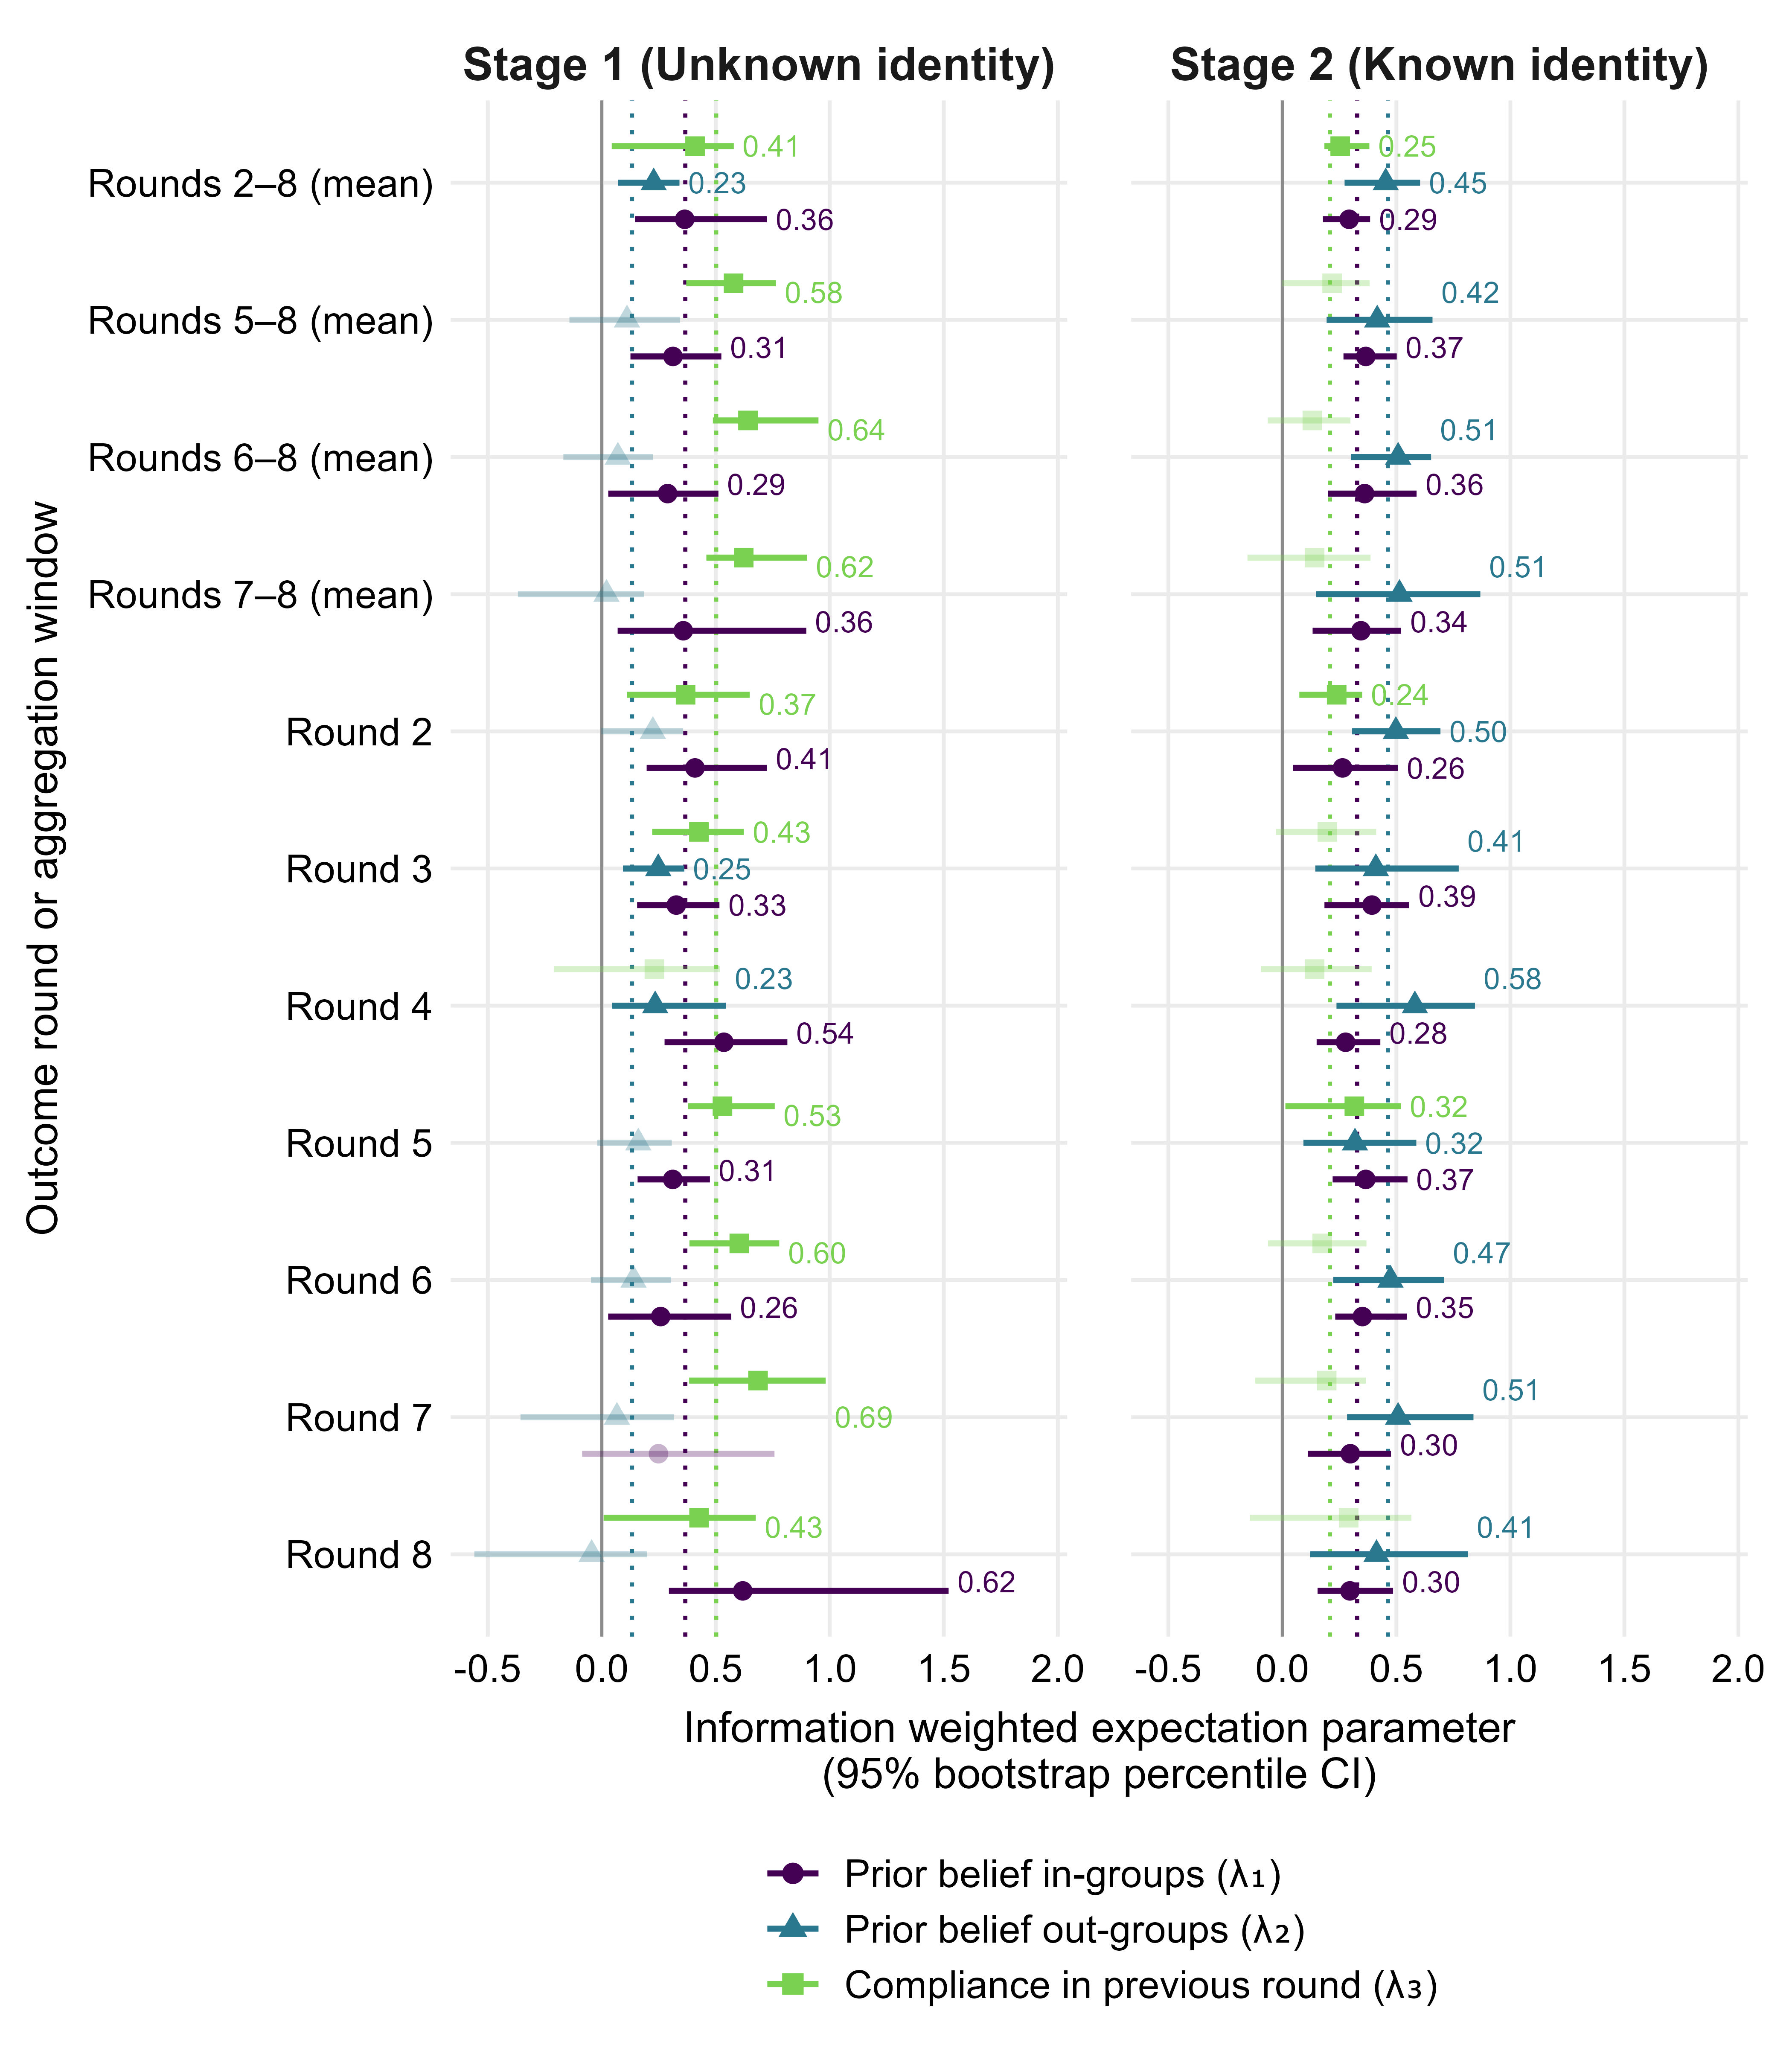 Stage 1 (Unknown identity)
Stage 2 (Known identity)
Outcome round or aggregation window
Rounds 2–8 (mean)
0.41
0.23
0.36
0.25
0.45
0.29
Rounds 5–8 (mean)
0.58
0.31
0.42
0.37
Rounds 6–8 (mean)
0.64
0.29
0.51
0.36
Rounds 7–8 (mean)
0.62
0.36
0.51
0.34
Round 2
0.37
0.41
0.24
0.50
0.26
Round 3
0.43
0.25
0.33
0.41
0.39
Round 4
0.23
0.54
0.58
0.28
Round 5
0.53
0.31
0.32
0.32
0.37
Round 6
0.60
0.26
0.47
0.35
Round 7
0.69
0.51
0.30
Round 8
0.43
0.62
0.41
0.30
-0.5 0.0 0.5 1.0 1.5 2.0
-0.5 0.0 0.5 1.0 1.5 2.0
Information weighted expectation parameter
(95% bootstrap percentile CI)
Prior belief in-groups (λ₁)
Prior belief out-groups (λ₂)
Compliance in previous round (λ₃)